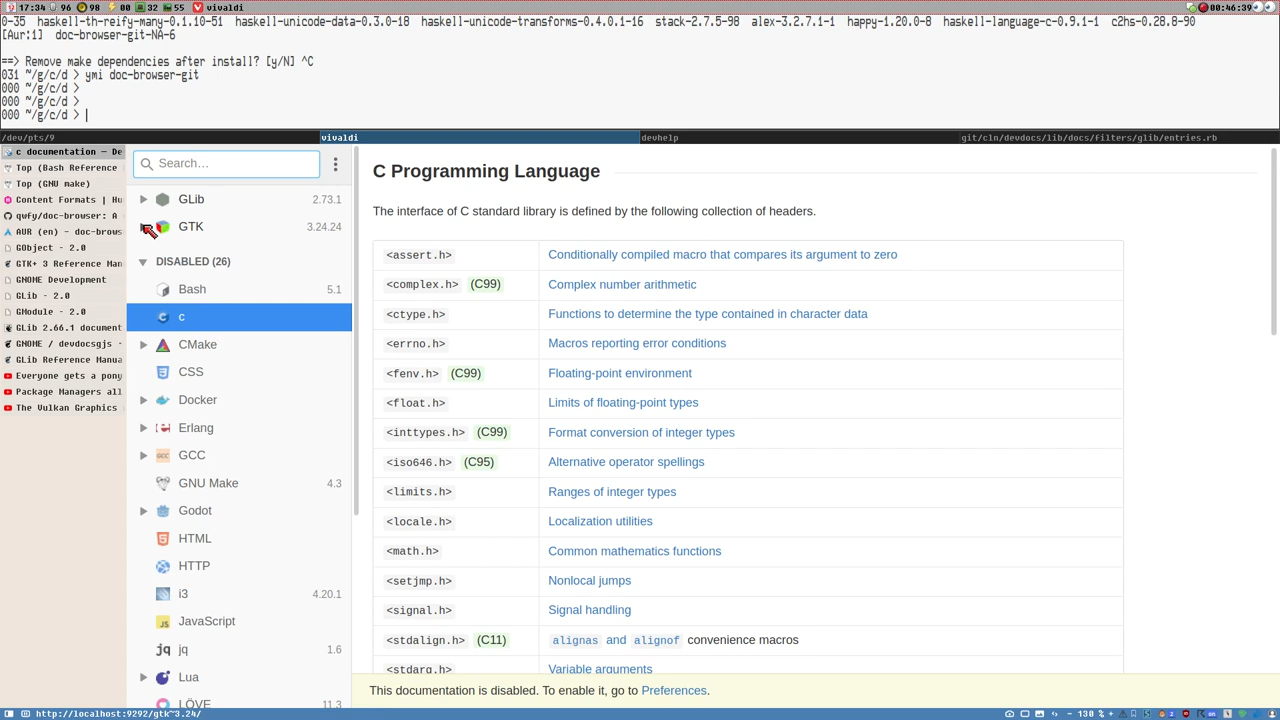 17:34 96 98 00 32 55 vivaldi 00:46:39
0-35 haskell-th-reify-many-0.1.10-51 haskell-unicode-data-0.3.0-18 haskell-unicode-transforms-0.4.0.1-16 stack-2.7.5-98 alex-3.2.7.1-1 happy-1.20.0-8 haskell-language-c-0.9.1-1 c2hs-0.28.8-90
[Aur:1] doc-browser-git-NA-6
==> Remove make dependencies after install? [y/N] ^C
031 ~/g/c/d > ymi doc-browser-git
000 ~/g/c/d >
000 ~/g/c/d >
000 ~/g/c/d >
/dev/pts/9 vivaldi devhelp git/cln/devdocs/lib/docs/filters/glib/entries.rb
c documentation — De
Top (Bash Reference
Top (GNU make)
Content Formats | Hu
qwfy/doc-browser: A
AUR (en) - doc-brows
GObject - 2.0
GTK+ 3 Reference Man
GNOME Development
GLib - 2.0
GModule - 2.0
GLib 2.66.1 document
GNOME / devdocsgjs -
GLib Reference Manua
Everyone gets a pony
Package Managers all
The Vulkan Graphics
Search…
GLib 2.73.1
GTK 3.24.24
DISABLED (26)
Bash 5.1
c
CMake
CSS
Docker
Erlang
GCC
GNU Make 4.3
Godot
HTML
HTTP
i3 4.20.1
JavaScript
jq jq 1.6
Lua
LÖVE 11.3
C Programming Language
The interface of C standard library is defined by the following collection of headers.
<assert.h> Conditionally compiled macro that compares its argument to zero
<complex.h> (C99) Complex number arithmetic
<ctype.h> Functions to determine the type contained in character data
<errno.h> Macros reporting error conditions
<fenv.h> (C99) Floating-point environment
<float.h> Limits of floating-point types
<inttypes.h> (C99) Format conversion of integer types
<iso646.h> (C95) Alternative operator spellings
<limits.h> Ranges of integer types
<locale.h> Localization utilities
<math.h> Common mathematics functions
<setjmp.h> Nonlocal jumps
<signal.h> Signal handling
<stdalign.h> (C11) alignas and alignof convenience macros
<stdarg.h> Variable arguments
This documentation is disabled. To enable it, go to Preferences.
http://localhost:9292/gtk~3.24/ − 130 % +